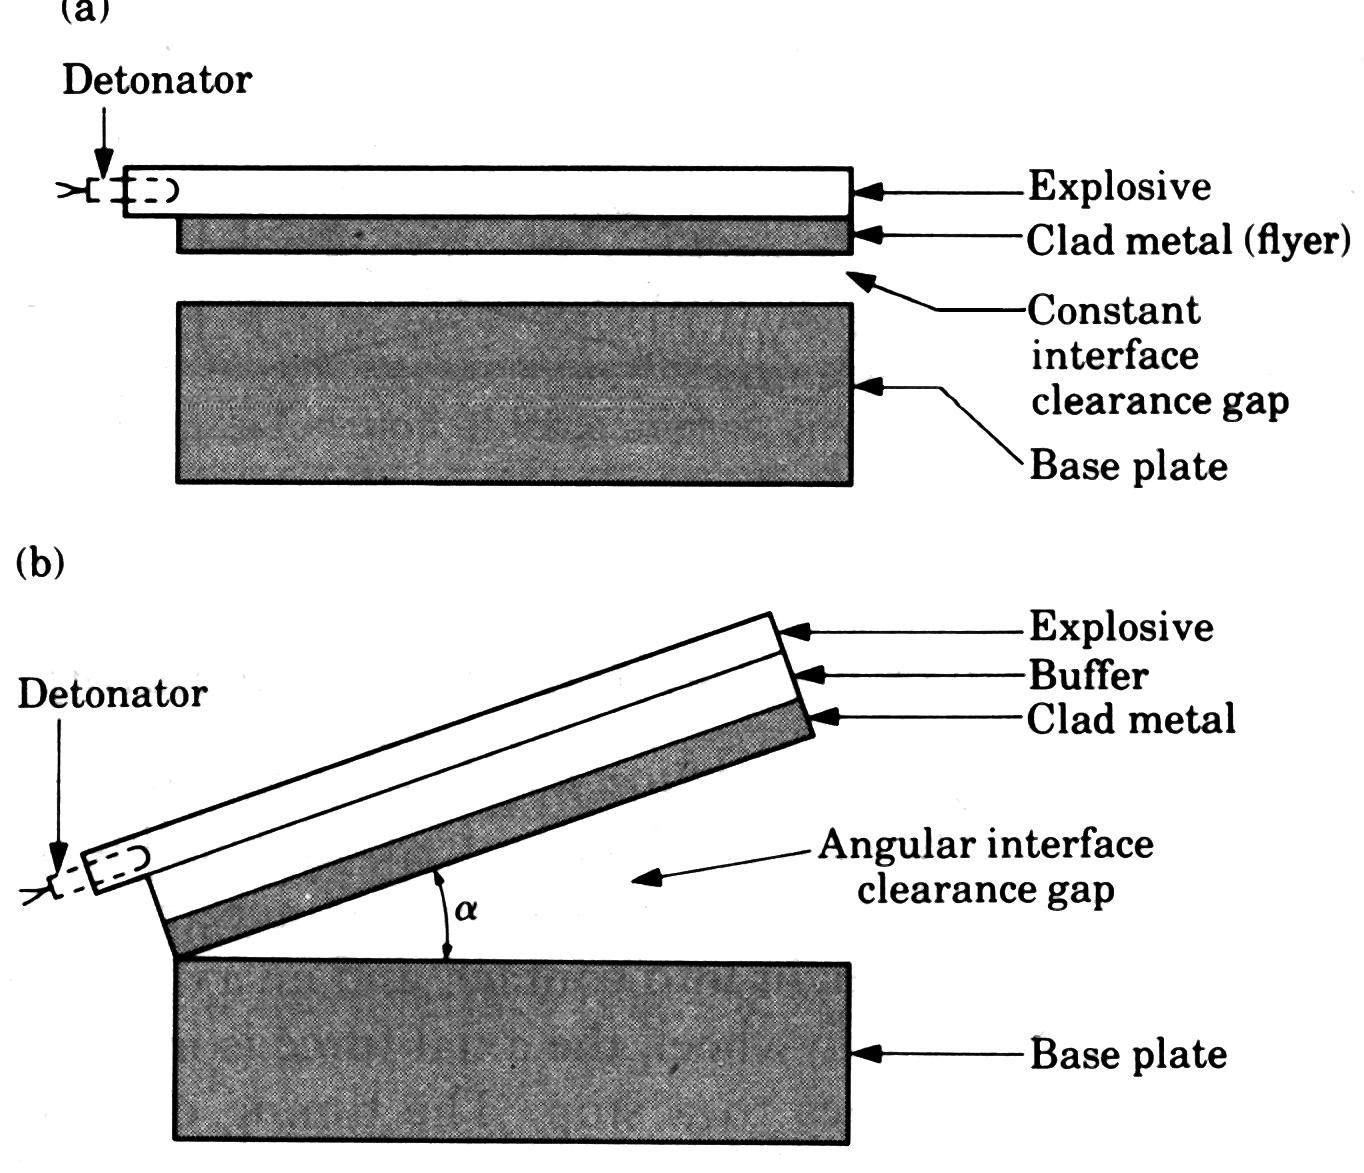 (a)
Detonator
Explosive
Clad metal (flyer)
Constant
interface
clearance gap
Base plate
(b)
Explosive
Buffer
Clad metal
Detonator
Angular interface
clearance gap
α
Base plate